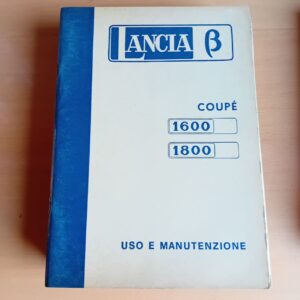 LANCIA β
COUPÉ
1600
1800
USO E MANUTENZIONE